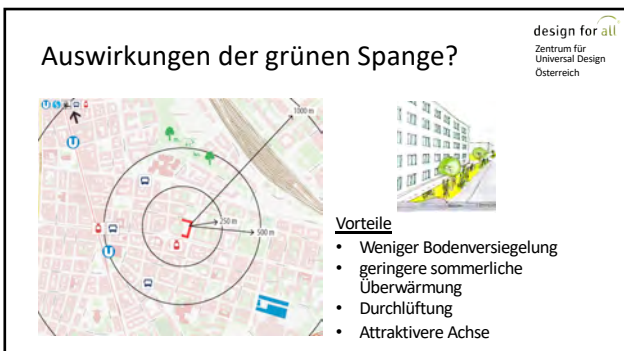 Auswirkungen der grünen Spange?
design for all
Zentrum für
Universal Design
Österreich
U S
1000 m
U
250 m
500 m
U
Vorteile
• Weniger Bodenversiegelung
• geringere sommerliche
Überwärmung
• Durchlüftung
• Attraktivere Achse